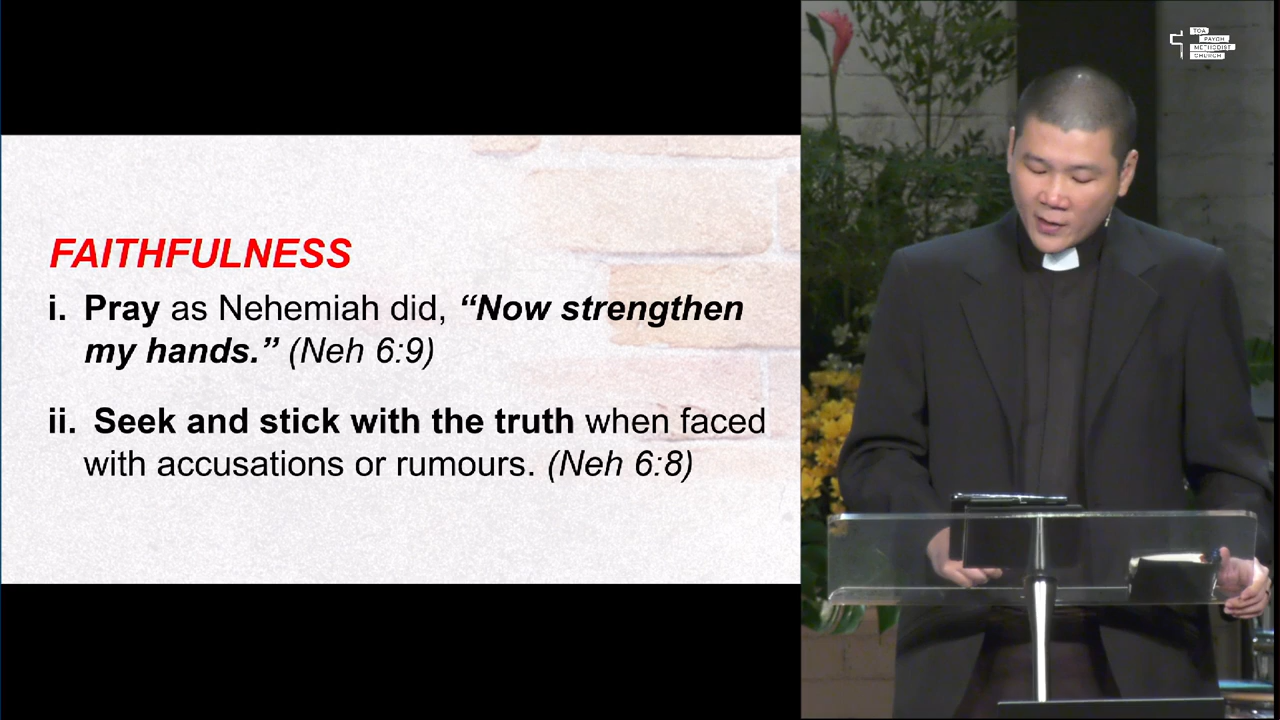 FAITHFULNESS
i. Pray as Nehemiah did, “Now strengthen
my hands.” (Neh 6:9)
ii. Seek and stick with the truth when faced
with accusations or rumours. (Neh 6:8)
TOA
PAYOH
METHODIST
CHURCH